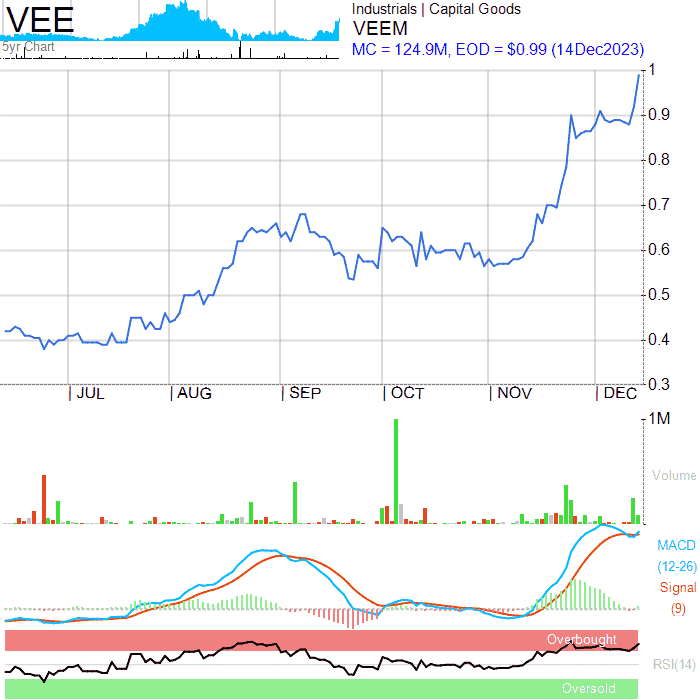 VEE
Industrials | Capital Goods
VEEM
MC = 124.9M, EOD = $0.99 (14Dec2023)
5yr Chart
1
0.9
0.8
0.7
0.6
0.5
0.4
0.3
| JUL | AUG | SEP | OCT | NOV | DEC
1M
Volume
MACD
(12-26)
Signal
(9)
Overbought
RSI(14)
Oversold